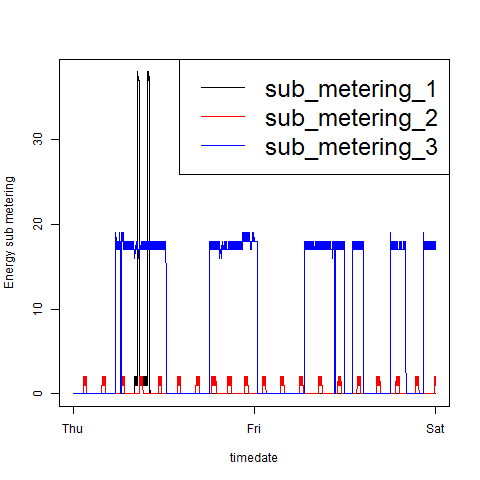 sub_metering_1
sub_metering_2
sub_metering_3
Energy sub metering
30
20
10
0
Thu Fri Sat
timedate